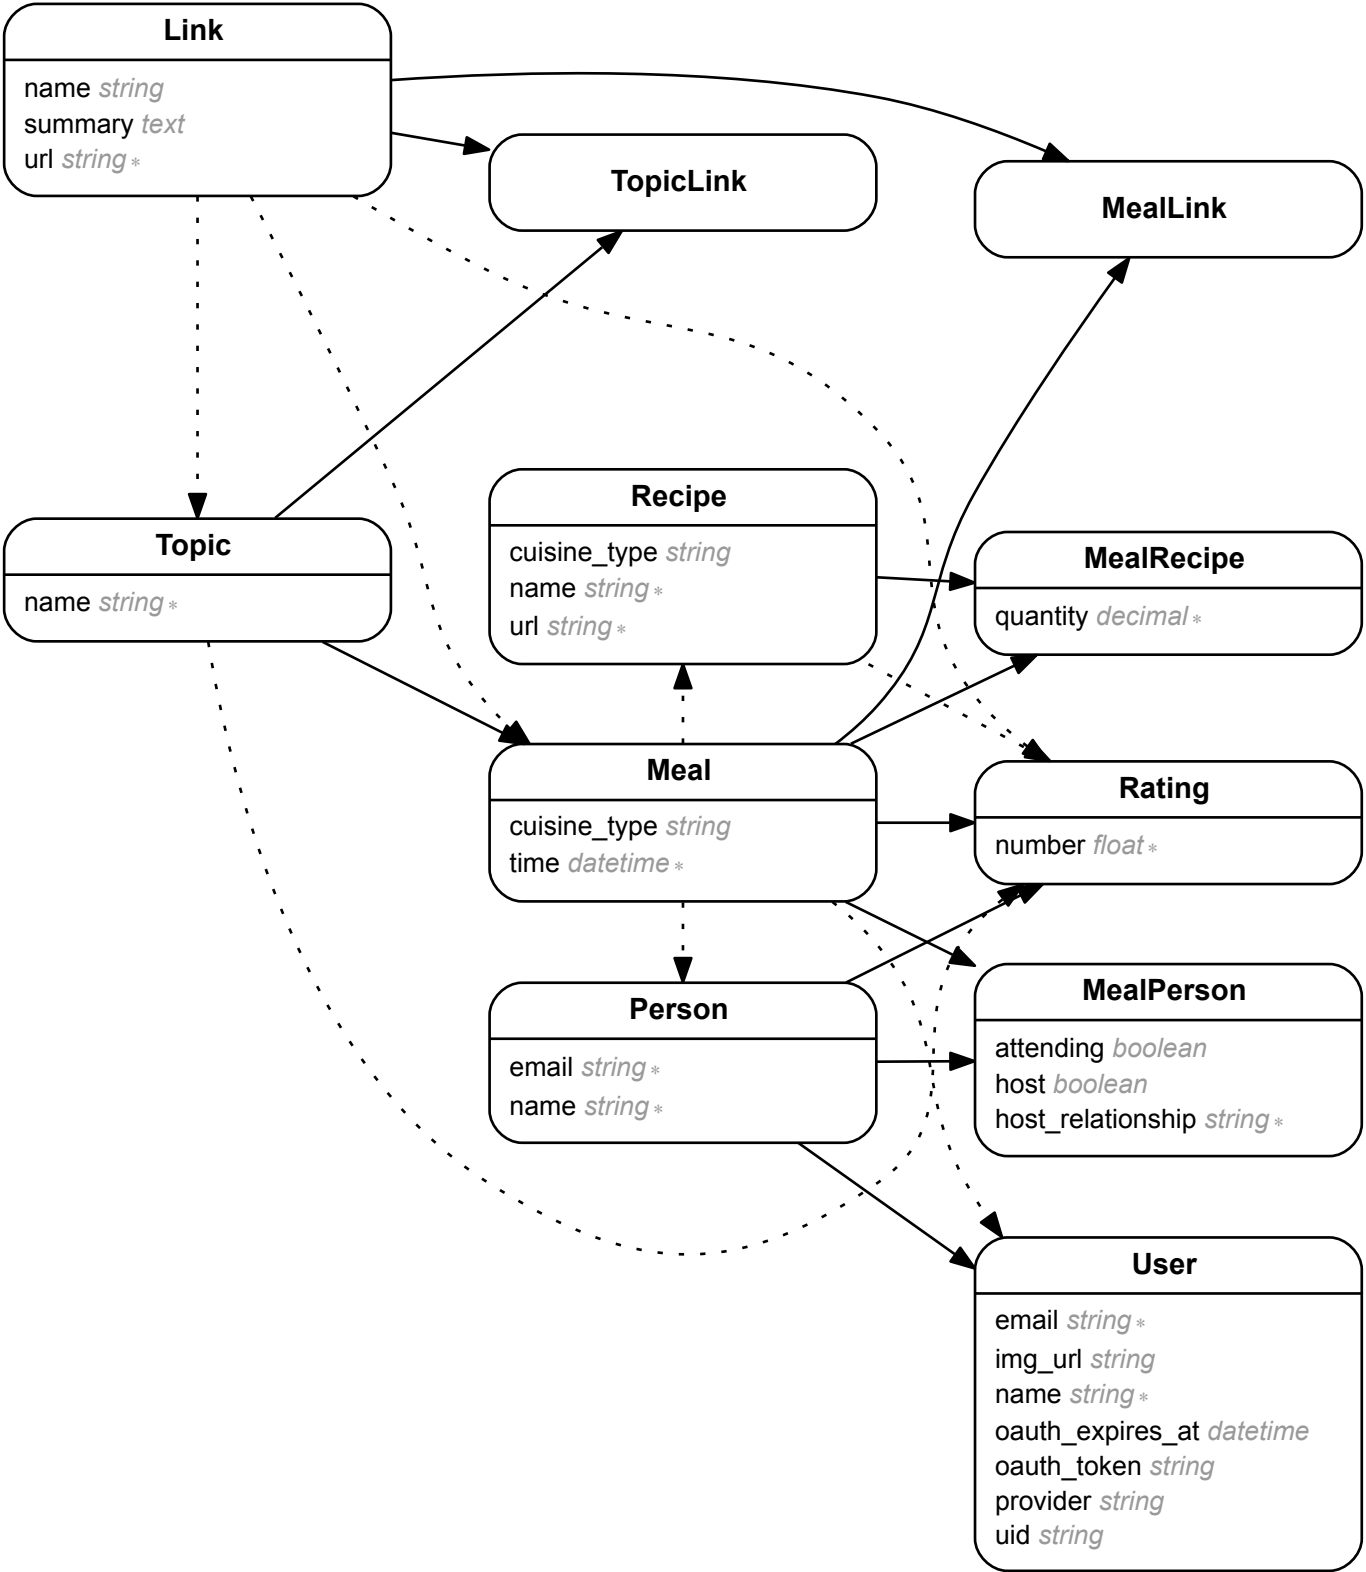 Link
name string *
summary text
url string *
TopicLink
MealLink
Topic
name string *
Recipe
cuisine_type string
name string *
url string *
MealRecipe
quantity decimal *
Meal
cuisine_type string
time datetime *
Rating
number float *
Person
email string *
name string *
MealPerson
attending boolean
host boolean
host_relationship string *
User
email string *
img_url string
name string *
oauth_expires_at datetime
oauth_token string
provider string
uid string